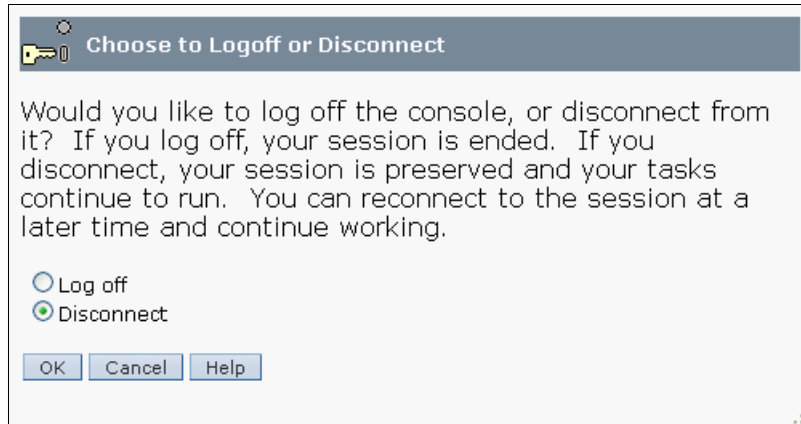 Choose to Logoff or Disconnect
Would you like to log off the console, or disconnect from
it? If you log off, your session is ended. If you
disconnect, your session is preserved and your tasks
continue to run. You can reconnect to the session at a
later time and continue working.
Log off
Disconnect
OK Cancel Help